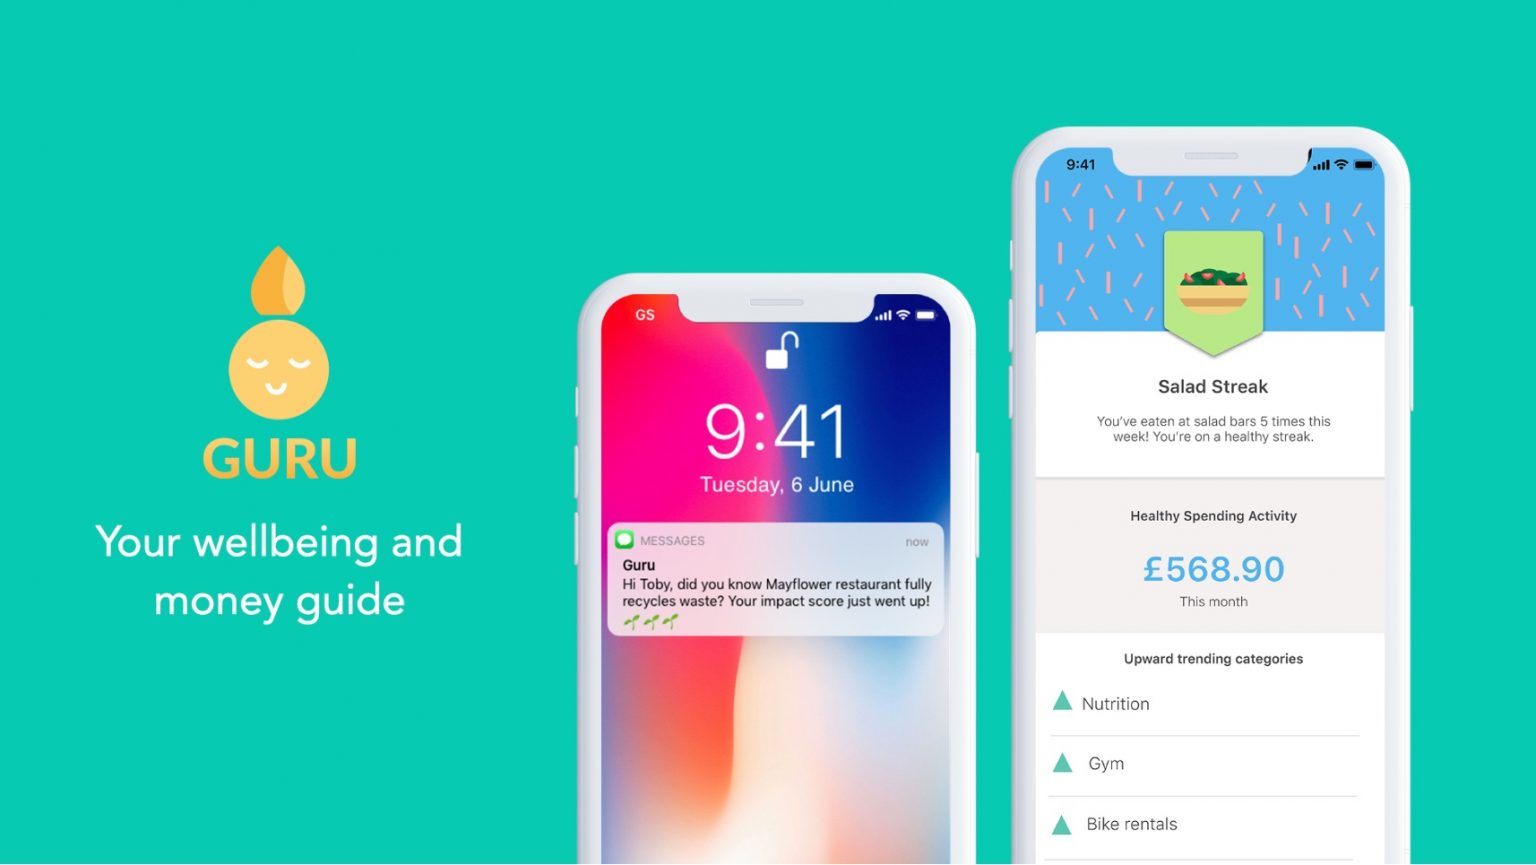 GURU
Your wellbeing and
money guide
GS
9:41
Tuesday, 6 June
MESSAGES
now
Guru
Hi Toby, did you know Mayflower restaurant fully
recycles waste? Your impact score just went up!
🌱🌱🌱
9:41
Salad Streak
You've eaten at salad bars 5 times this
week! You're on a healthy streak.
Healthy Spending Activity
£568.90
This month
Upward trending categories
Nutrition
Gym
Bike rentals